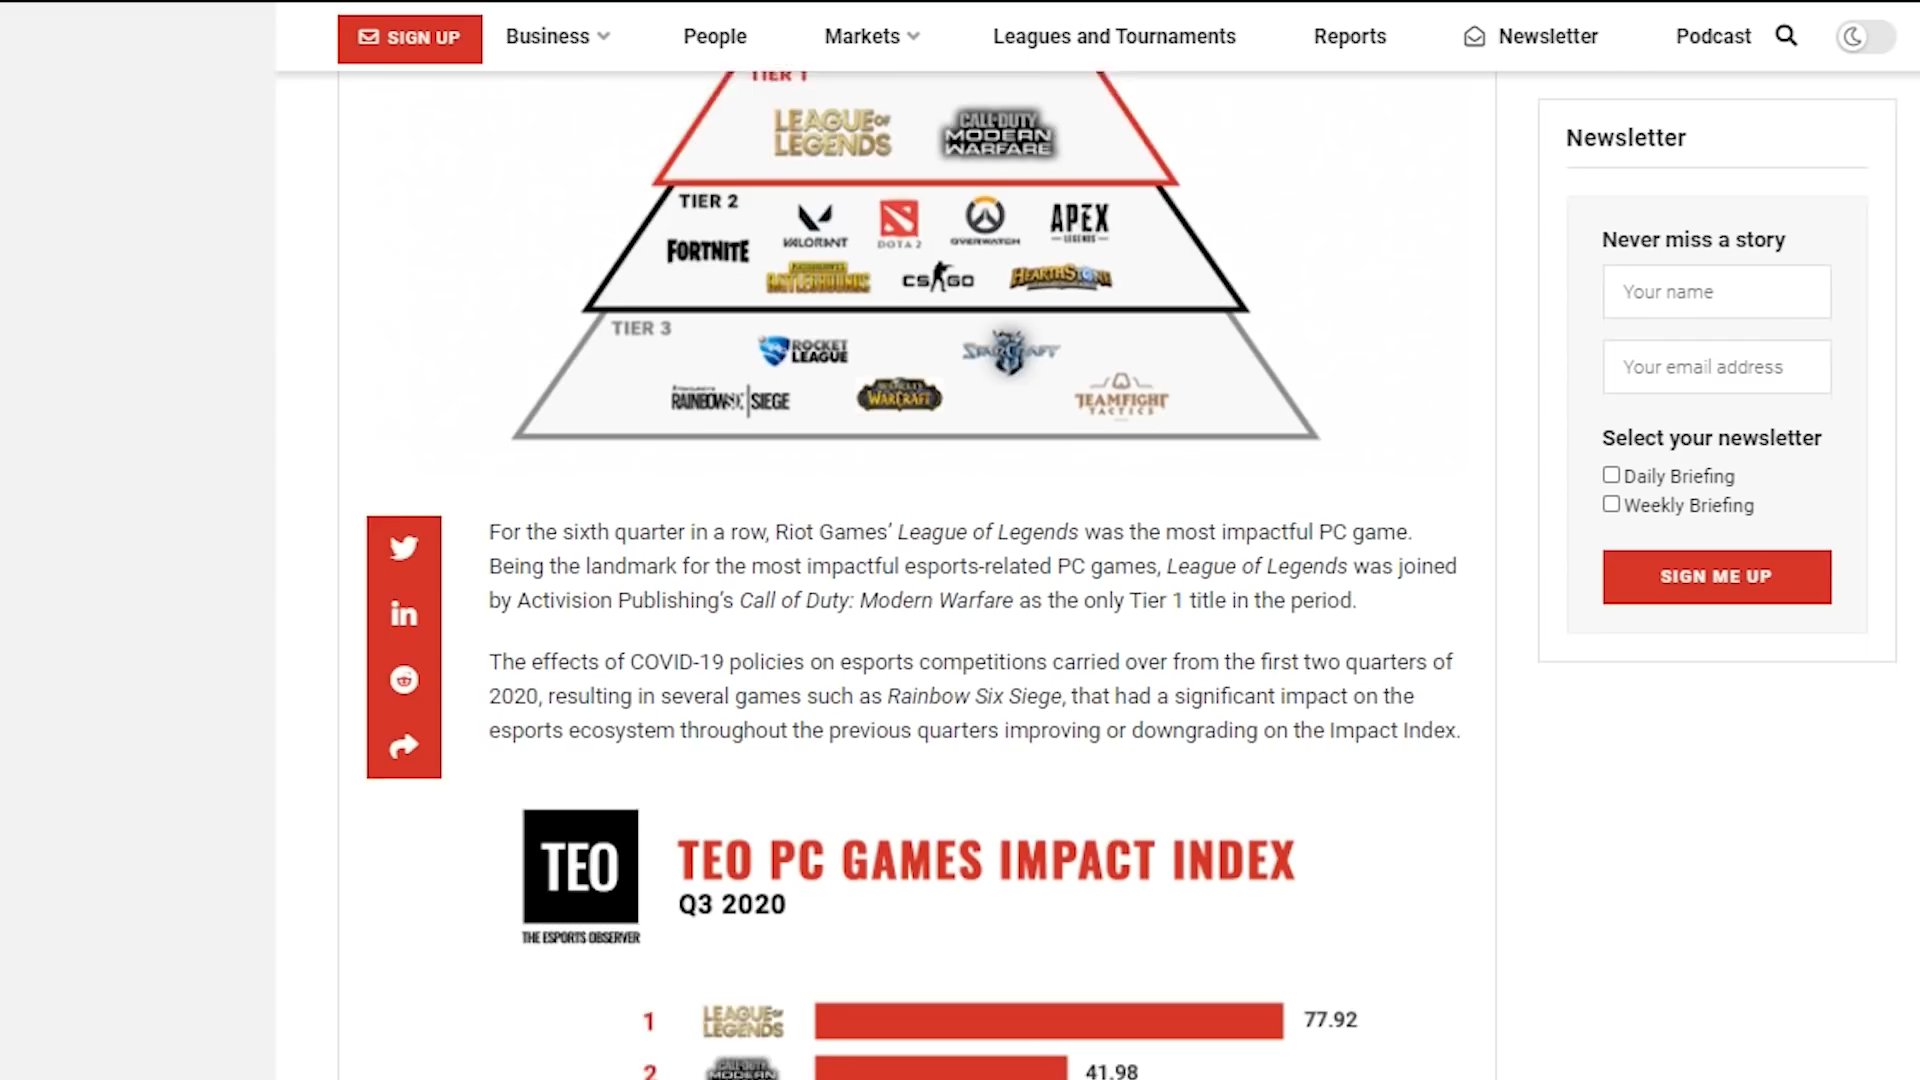 SIGN UP
Business
People
Markets
Leagues and Tournaments
Reports
Newsletter
Podcast
TIER 1
LEAGUE OF LEGENDS
CALL OF DUTY MODERN WARFARE
TIER 2
FORTNITE
VALORANT
DOTA 2
OVERWATCH
APEX
LEGENDS
BATTLEGROUNDS
CS GO
HEARTHSTONE
TIER 3
ROCKET LEAGUE
STARCRAFT
RAINBOW SIX | SIEGE
WARCRAFT
TEAMFIGHT TACTICS
Newsletter
Never miss a story
Your name
Your email address
Select your newsletter
Daily Briefing
Weekly Briefing
SIGN ME UP
For the sixth quarter in a row, Riot Games’ League of Legends was the most impactful PC game.
Being the landmark for the most impactful esports-related PC games, League of Legends was joined
by Activision Publishing’s Call of Duty: Modern Warfare as the only Tier 1 title in the period.
The effects of COVID-19 policies on esports competitions carried over from the first two quarters of
2020, resulting in several games such as Rainbow Six Siege, that had a significant impact on the
esports ecosystem throughout the previous quarters improving or downgrading on the Impact Index.
TEO
THE ESPORTS OBSERVER
TEO PC GAMES IMPACT INDEX
Q3 2020
1 LEAGUE OF LEGENDS 77.92
2 CALL OF DUTY MODERN 41.98